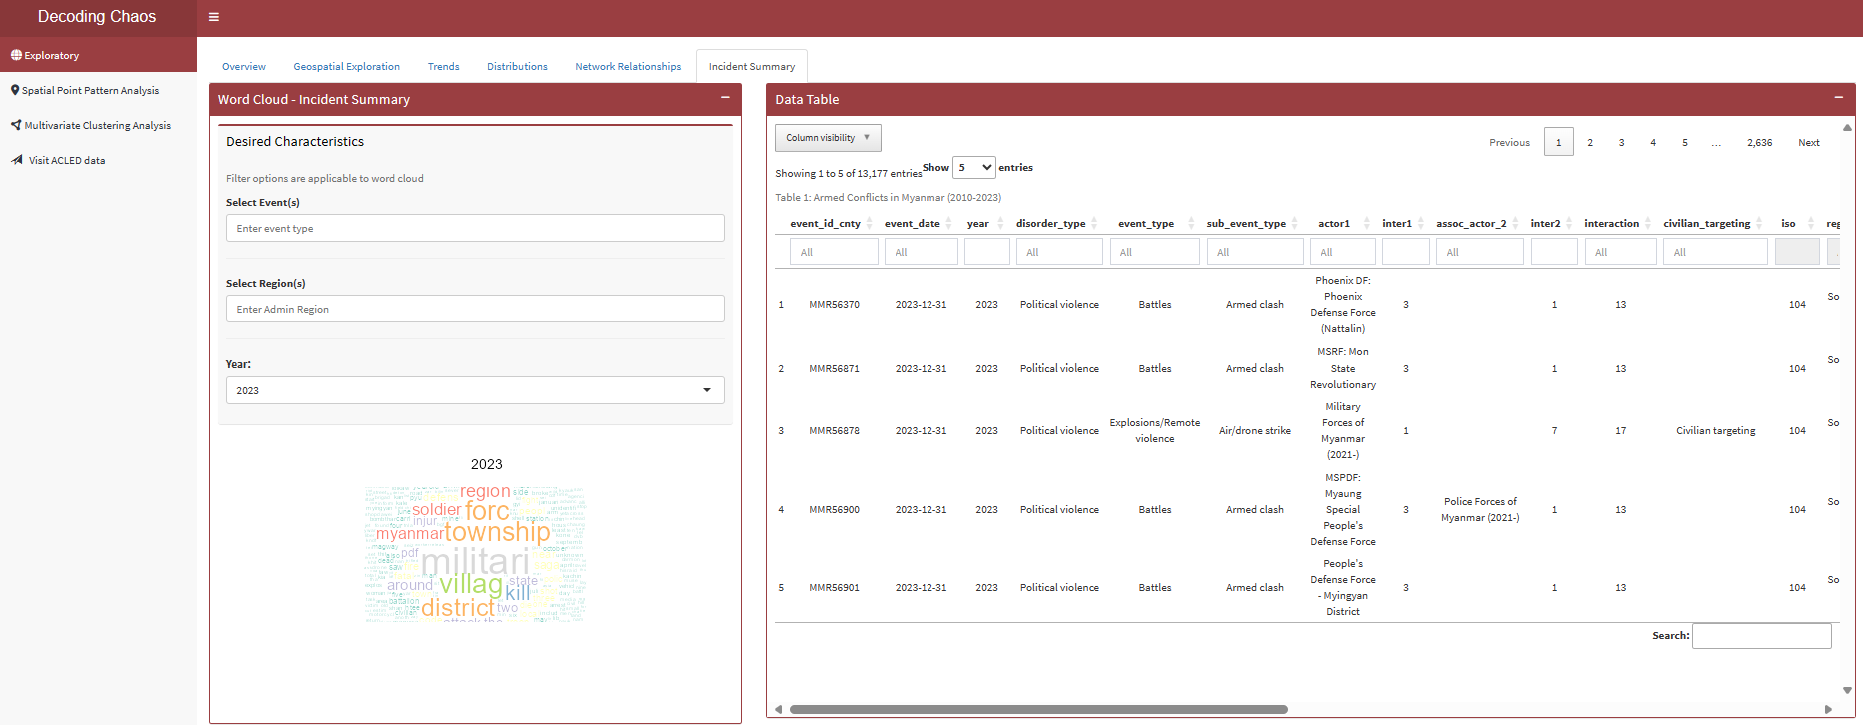 Decoding Chaos
Exploratory
Spatial Point Pattern Analysis
Multivariate Clustering Analysis
Visit ACLED data
Overview Geospatial Exploration Trends Distributions Network Relationships Incident Summary
Word Cloud - Incident Summary
Desired Characteristics
Filter options are applicable to word cloud
Select Event(s)
Enter event type
Select Region(s)
Enter Admin Region
Year:
2023
2023
region side
soldier forc
injur
myanmar township
pdf militari
around villag state
kill
district two
Data Table
Column visibility
Previous 1 2 3 4 5 ... 2,636 Next
Showing 1 to 5 of 13,177 entries Show 5 entries
Table 1: Armed Conflicts in Myanmar (2010-2023)
event_id_cnty event_date year disorder_type event_type sub_event_type actor1 inter1 assoc_actor_2 inter2 interaction civilian_targeting iso reg
All All All All All All All All All
1 MMR56370 2023-12-31 2023 Political violence Battles Armed clash Phoenix DF: Phoenix Defense Force (Nattalin) 3 1 13 104 So
2 MMR56871 2023-12-31 2023 Political violence Battles Armed clash MSRF: Mon State Revolutionary 3 1 13 104 So
3 MMR56878 2023-12-31 2023 Political violence Explosions/Remote violence Air/drone strike Military Forces of Myanmar (2021-) 1 7 17 Civilian targeting 104 So
4 MMR56900 2023-12-31 2023 Political violence Battles Armed clash MSPDF: Myaung Special People's Defense Force 3 Police Forces of Myanmar (2021-) 1 13 104 So
5 MMR56901 2023-12-31 2023 Political violence Battles Armed clash People's Defense Force - Myingyan District 3 1 13 104 So
Search: